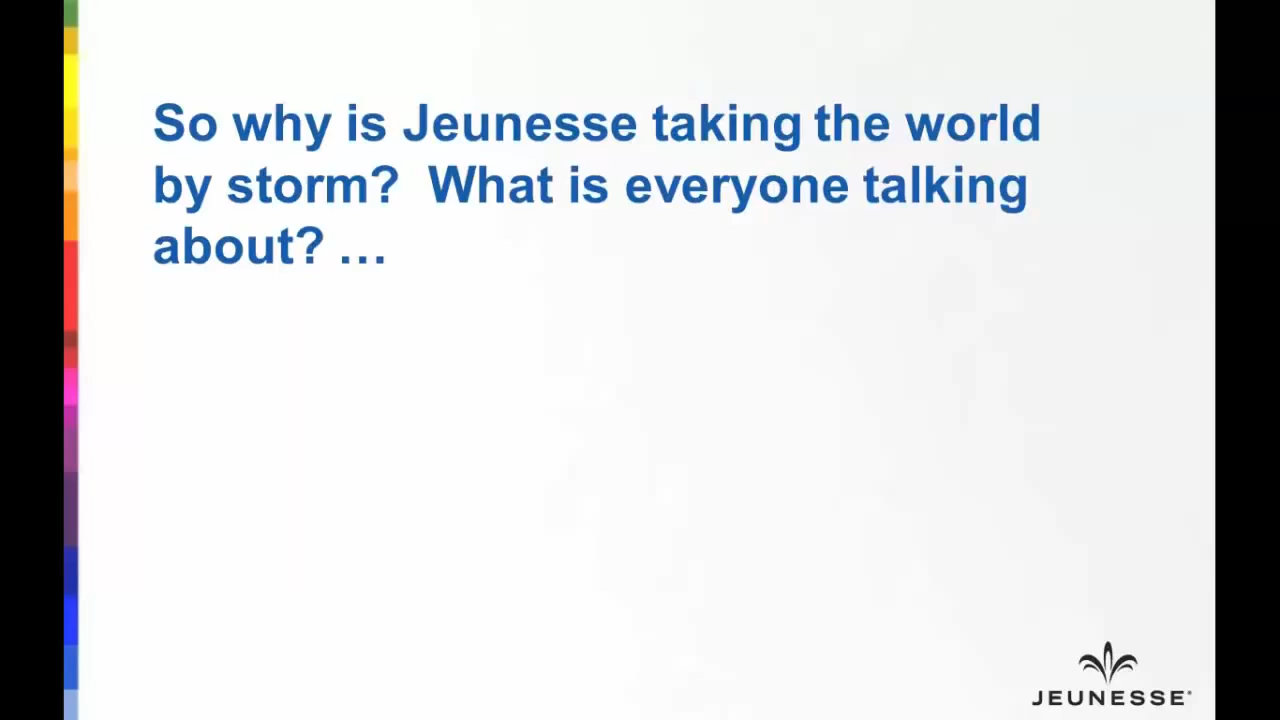 So why is Jeunesse taking the world
by storm?  What is everyone talking
about? …
JEUNESSE®